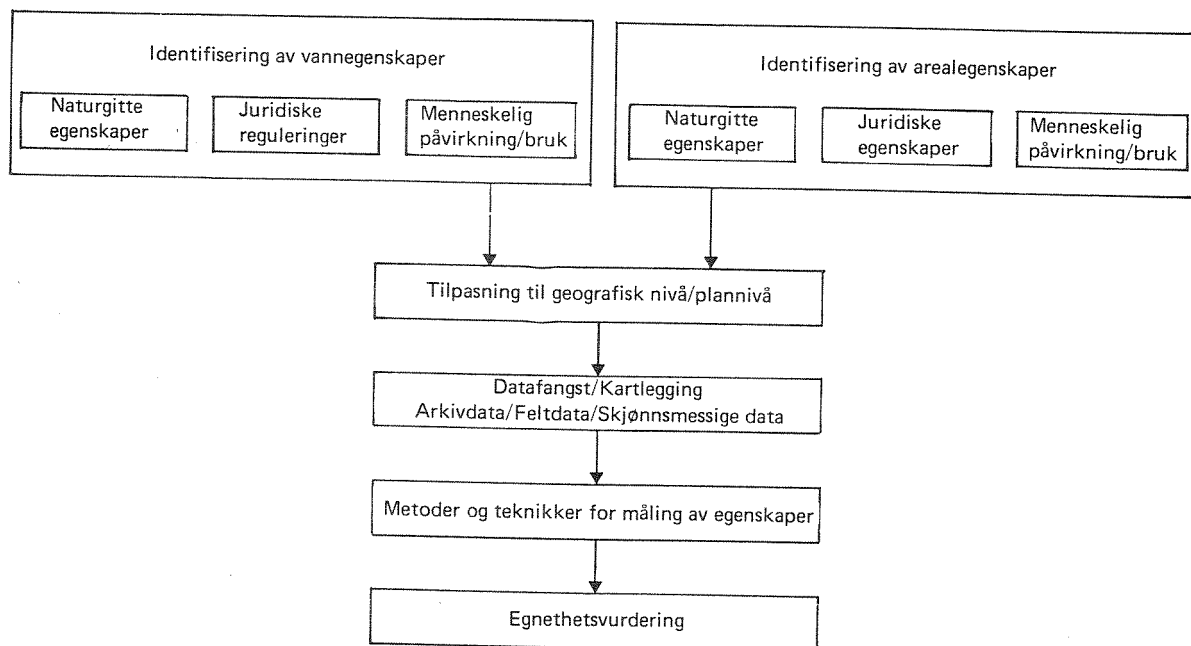 Identifisering av vannegenskaper
Naturgitte
egenskaper
Juridiske
reguleringer
Menneskelig
påvirkning/bruk
Identifisering av arealegenskaper
Naturgitte
egenskaper
Juridiske
egenskaper
Menneskelig
påvirkning/bruk
Tilpasning til geografisk nivå/plannivå
Datafangst/Kartlegging
Arkivdata/Feltdata/Skjønnsmessige data
Metoder og teknikker for måling av egenskaper
Egnethetsvurdering